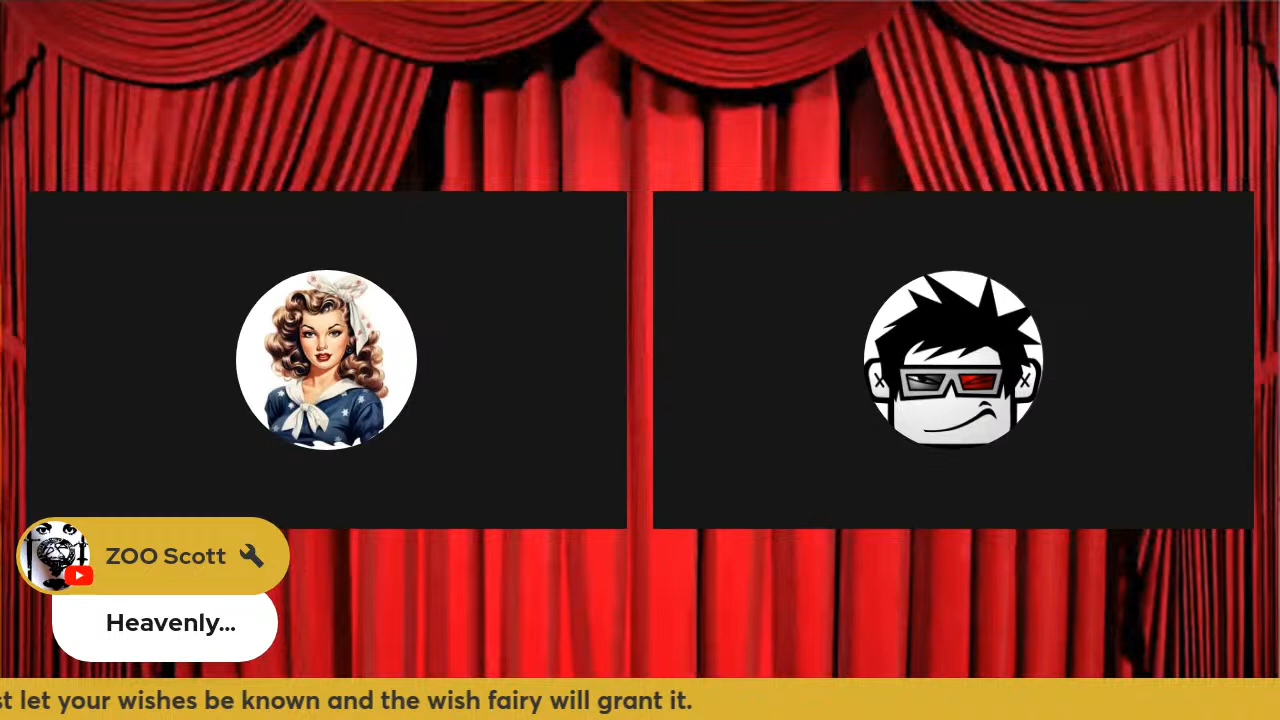 ZOO Scott
Heavenly...
let your wishes be known and the wish fairy will grant it.